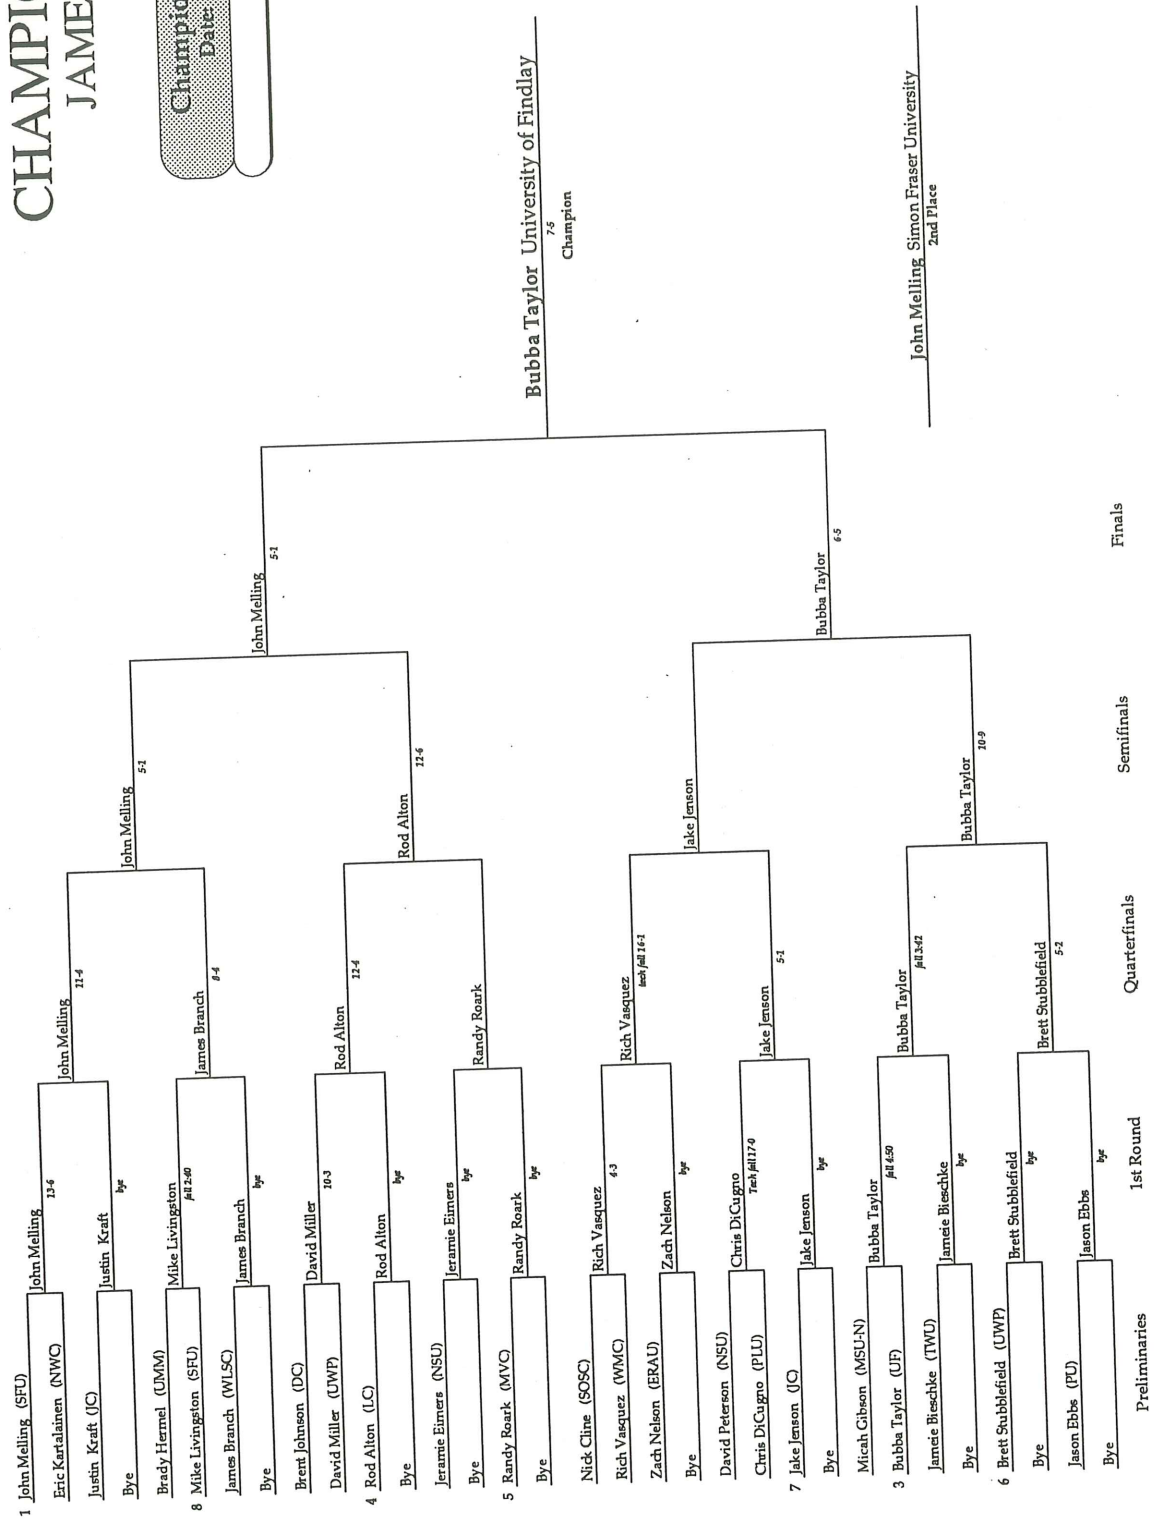 CHAMPIO
JAME
Champio
Date:
1 John Melling (SFU)
Eric Kartalainen (NWC)
Justin Kraft (JC)
Bye
Brady Hermel (UMM)
8 Mike Livingston (SFU)
James Branch (WLSC)
Bye
Brent Johnson (DC)
David Miller (UWP)
4 Rod Alton (LC)
Bye
Jeramie Eimers (NSU)
Bye
5 Randy Roark (MVC)
Bye
Nick Cline (SOSC)
Rich Vasquez (WMC)
Zach Nelson (ERAU)
Bye
David Peterson (NSU)
Chris DiCugno (PLU)
7 Jake Jenson (JC)
Bye
Micah Gibson (MSU-N)
3 Bubba Taylor (UF)
Jameie Bieschke (TWU)
Bye
6 Brett Stubblefield (UWP)
Bye
Jason Ebbs (PU)
Bye
Preliminaries
John Melling
13-6
Justin Kraft
bye
Mike Livingston
fall 2:40
James Branch
bye
David Miller
10-3
Rod Alton
bye
Jeramie Eimers
bye
Randy Roark
bye
Rich Vasquez
4-3
Zach Nelson
bye
Chris DiCugno
Tech fall 17-0
Jake Jenson
bye
Bubba Taylor
fall 4:50
Jameie Bieschke
bye
Brett Stubblefield
bye
Jason Ebbs
bye
1st Round
John Melling
11-4
James Branch
8-4
Rod Alton
12-4
Randy Roark
Rich Vasquez
tech fall 16-1
Jake Jenson
5-1
Bubba Taylor
fall 3:42
Brett Stubblefield
5-2
Quarterfinals
John Melling
5-1
Rod Alton
12-6
Jake Jenson
Bubba Taylor
10-9
Semifinals
John Melling
5-1
Bubba Taylor
6-5
Finals
Bubba Taylor University of Findlay
7-5
Champion
John Melling Simon Fraser University
2nd Place